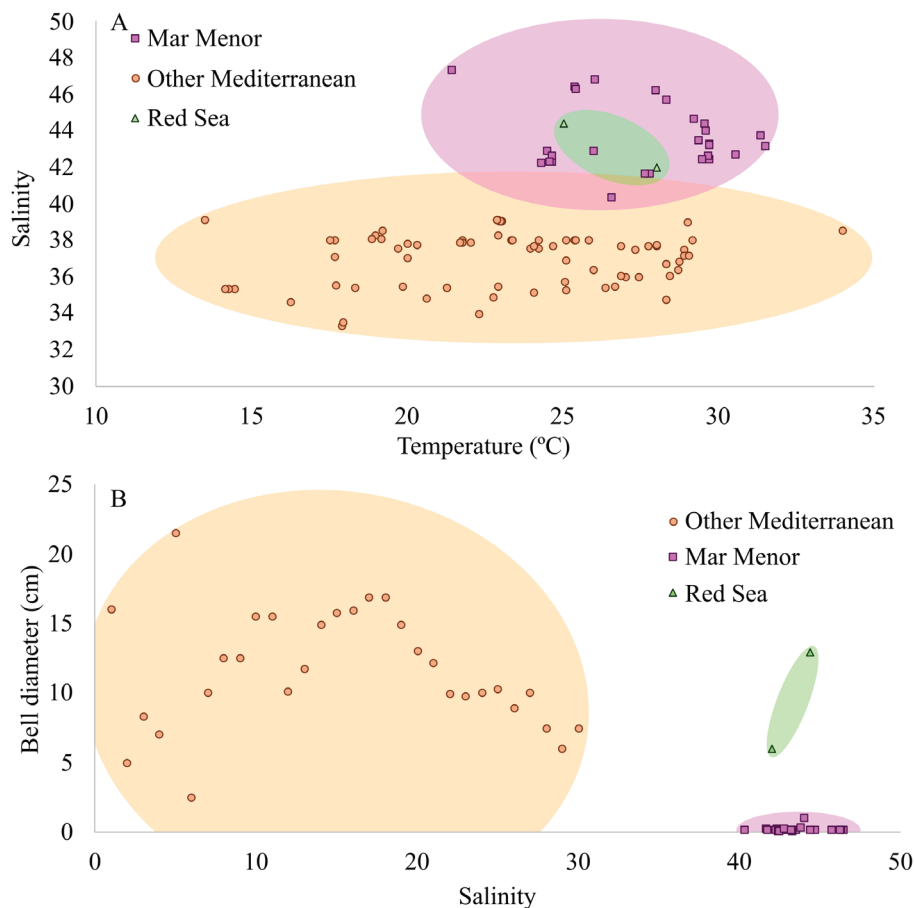 A
Mar Menor
Other Mediterranean
Red Sea
Salinity
50
48
46
44
42
40
38
36
34
32
30
10 15 20 25 30 35
Temperature (ºC)
B
Other Mediterranean
Mar Menor
Red Sea
Bell diameter (cm)
25
20
15
10
5
0
0 10 20 30 40 50
Salinity